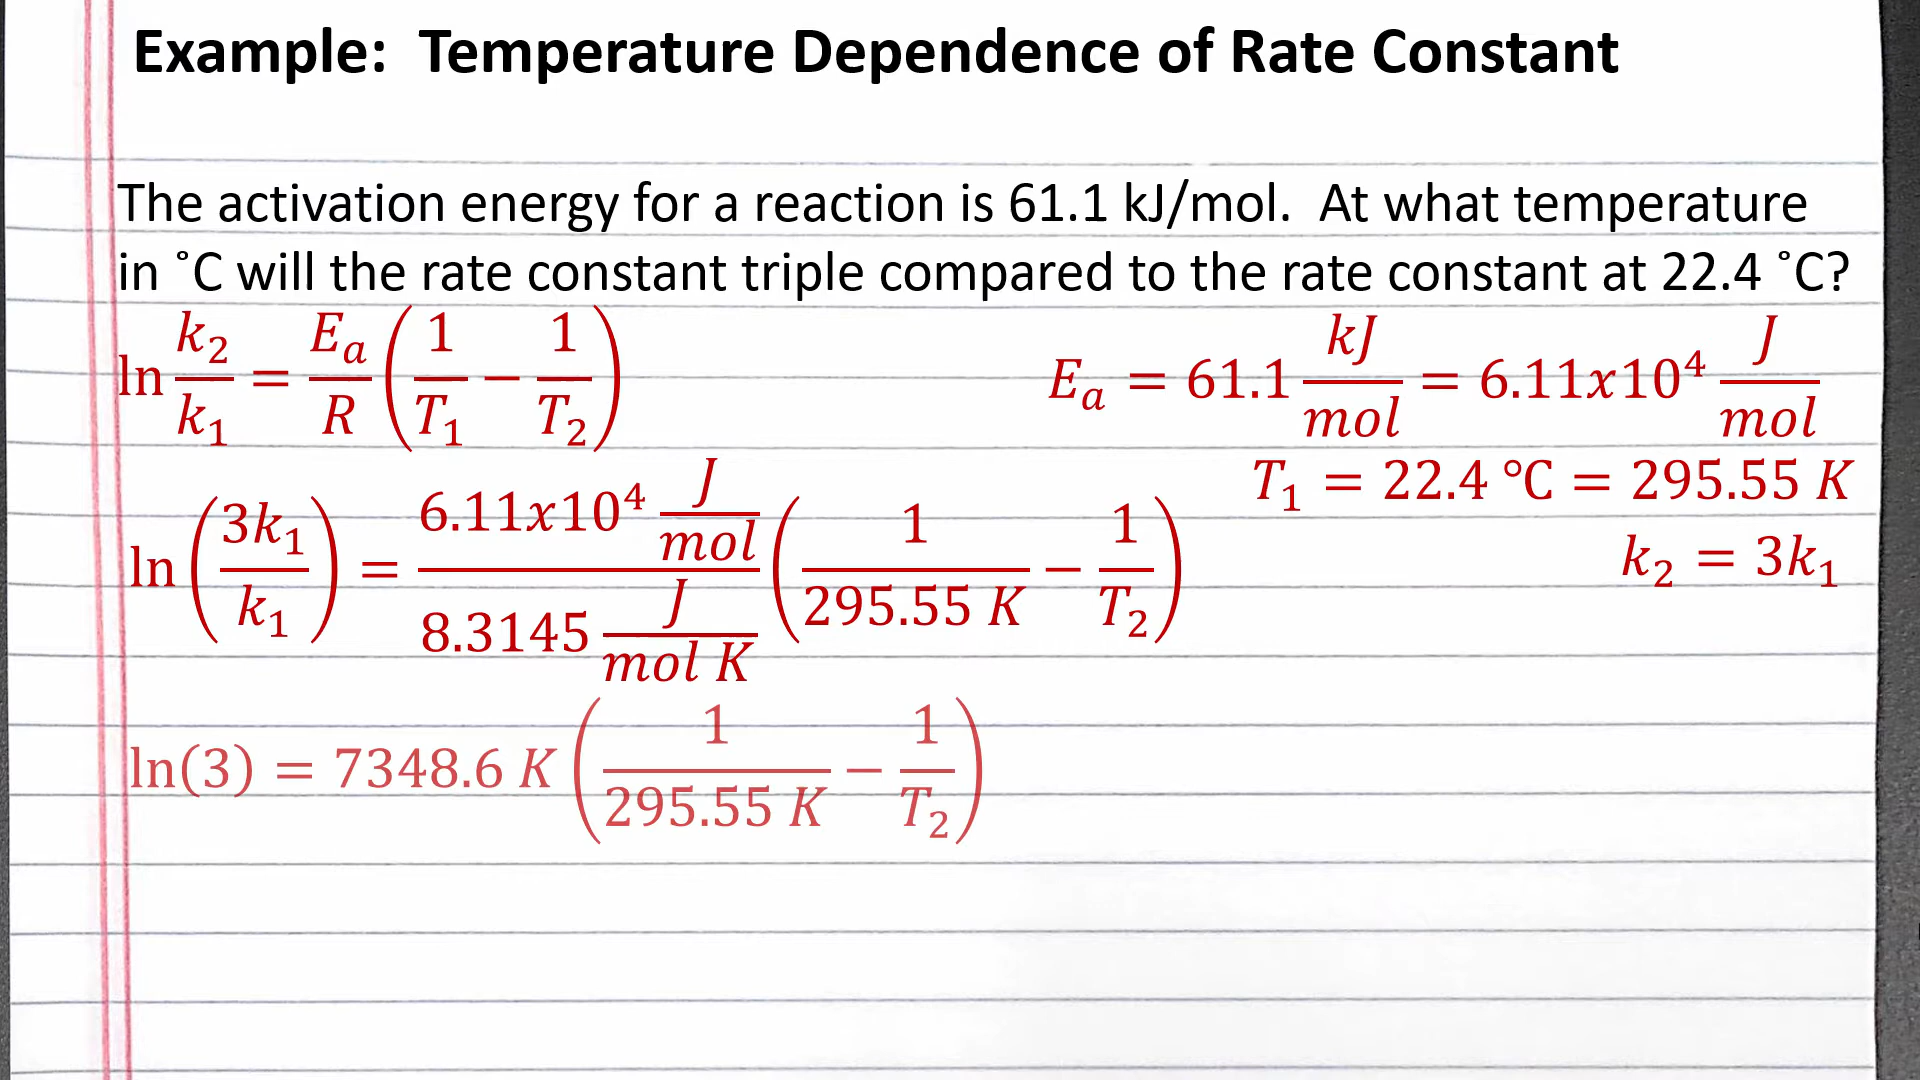 Example: Temperature Dependence of Rate Constant
The activation energy for a reaction is 61.1 kJ/mol. At what temperature
in ˚C will the rate constant triple compared to the rate constant at 22.4 ˚C?
ln k₂/k₁ = Eₐ/R (1/T₁ − 1/T₂)
Eₐ = 61.1 kJ/mol = 6.11x10⁴ J/mol
T₁ = 22.4 °C = 295.55 K
k₂ = 3k₁
ln (3k₁/k₁) = 6.11x10⁴ J/mol / 8.3145 J/mol K (1/295.55 K − 1/T₂)
ln(3) = 7348.6 K (1/295.55 K − 1/T₂)